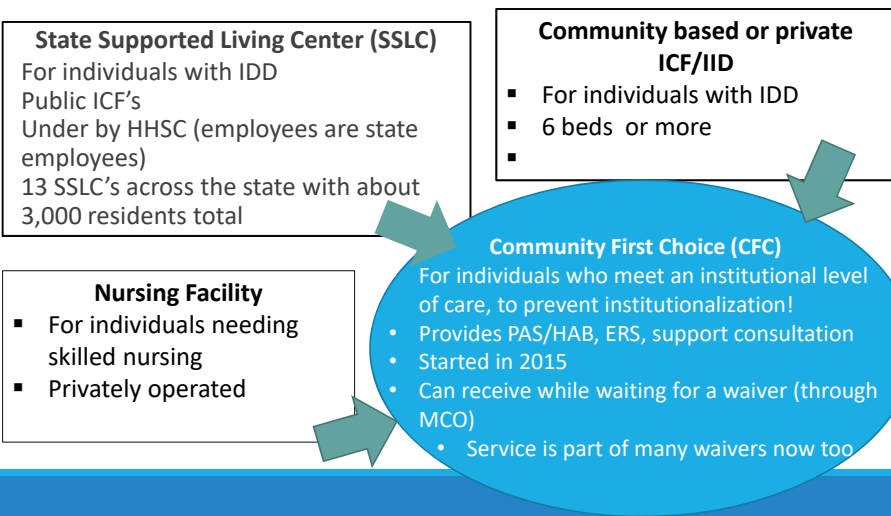 State Supported Living Center (SSLC)
For individuals with IDD
Public ICF's
Under by HHSC (employees are state
employees)
13 SSLC's across the state with about
3,000 residents total
Community based or private
ICF/IID
▪ For individuals with IDD
▪ 6 beds or more
▪
Nursing Facility
▪ For individuals needing
skilled nursing
▪ Privately operated
Community First Choice (CFC)
For individuals who meet an institutional level
of care, to prevent institutionalization!
• Provides PAS/HAB, ERS, support consultation
• Started in 2015
• Can receive while waiting for a waiver (through
MCO)
• Service is part of many waivers now too